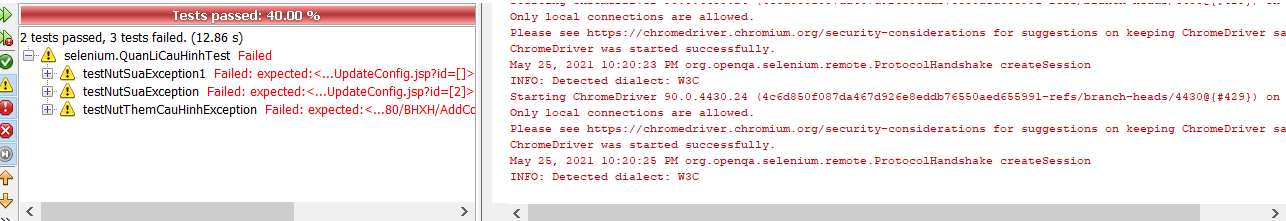 Tests passed: 40.00 %
2 tests passed, 3 tests failed. (12.86 s)
selenium.QuanLiCauHinhTest Failed
testNutSuaException1 Failed: expected:<...UpdateConfig.jsp?id=[]>
testNutSuaException Failed: expected:<...UpdateConfig.jsp?id=[2]>
testNutThemCauHinhException Failed: expected:<...80/BHXH/AddCo
Only local connections are allowed.
Please see https://chromedriver.chromium.org/security-considerations for suggestions on keeping ChromeDriver sa
ChromeDriver was started successfully.
May 25, 2021 10:20:23 PM org.openqa.selenium.remote.ProtocolHandshake createSession
INFO: Detected dialect: W3C
Starting ChromeDriver 90.0.4430.24 (4c6d850f087da467d926e8eddb76550aed655991-refs/branch-heads/4430@{#429}) on
Only local connections are allowed.
Please see https://chromedriver.chromium.org/security-considerations for suggestions on keeping ChromeDriver sa
ChromeDriver was started successfully.
May 25, 2021 10:20:25 PM org.openqa.selenium.remote.ProtocolHandshake createSession
INFO: Detected dialect: W3C